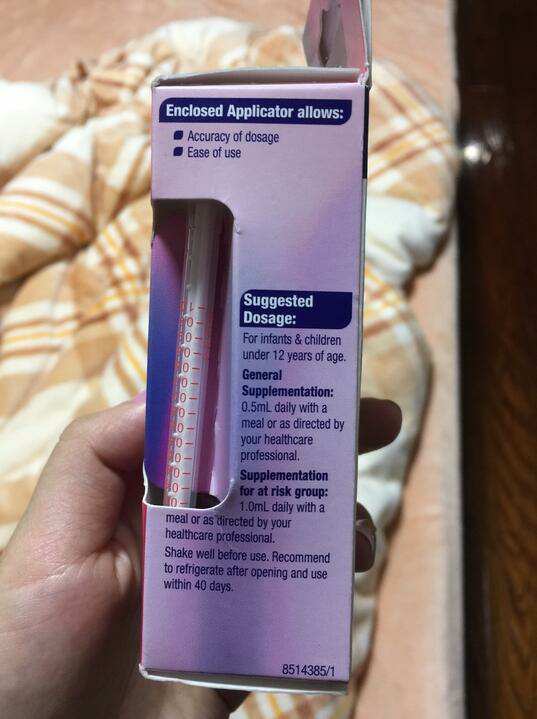 Enclosed Applicator allows:
Accuracy of dosage
Ease of use
Suggested
Dosage:
For infants & children
under 12 years of age.
General
Supplementation:
0.5mL daily with a
meal or as directed by
your healthcare
professional.
Supplementation
for at risk group:
1.0mL daily with a
meal or as directed by your
healthcare professional.
Shake well before use. Recommend
to refrigerate after opening and use
within 40 days.
8514385/1